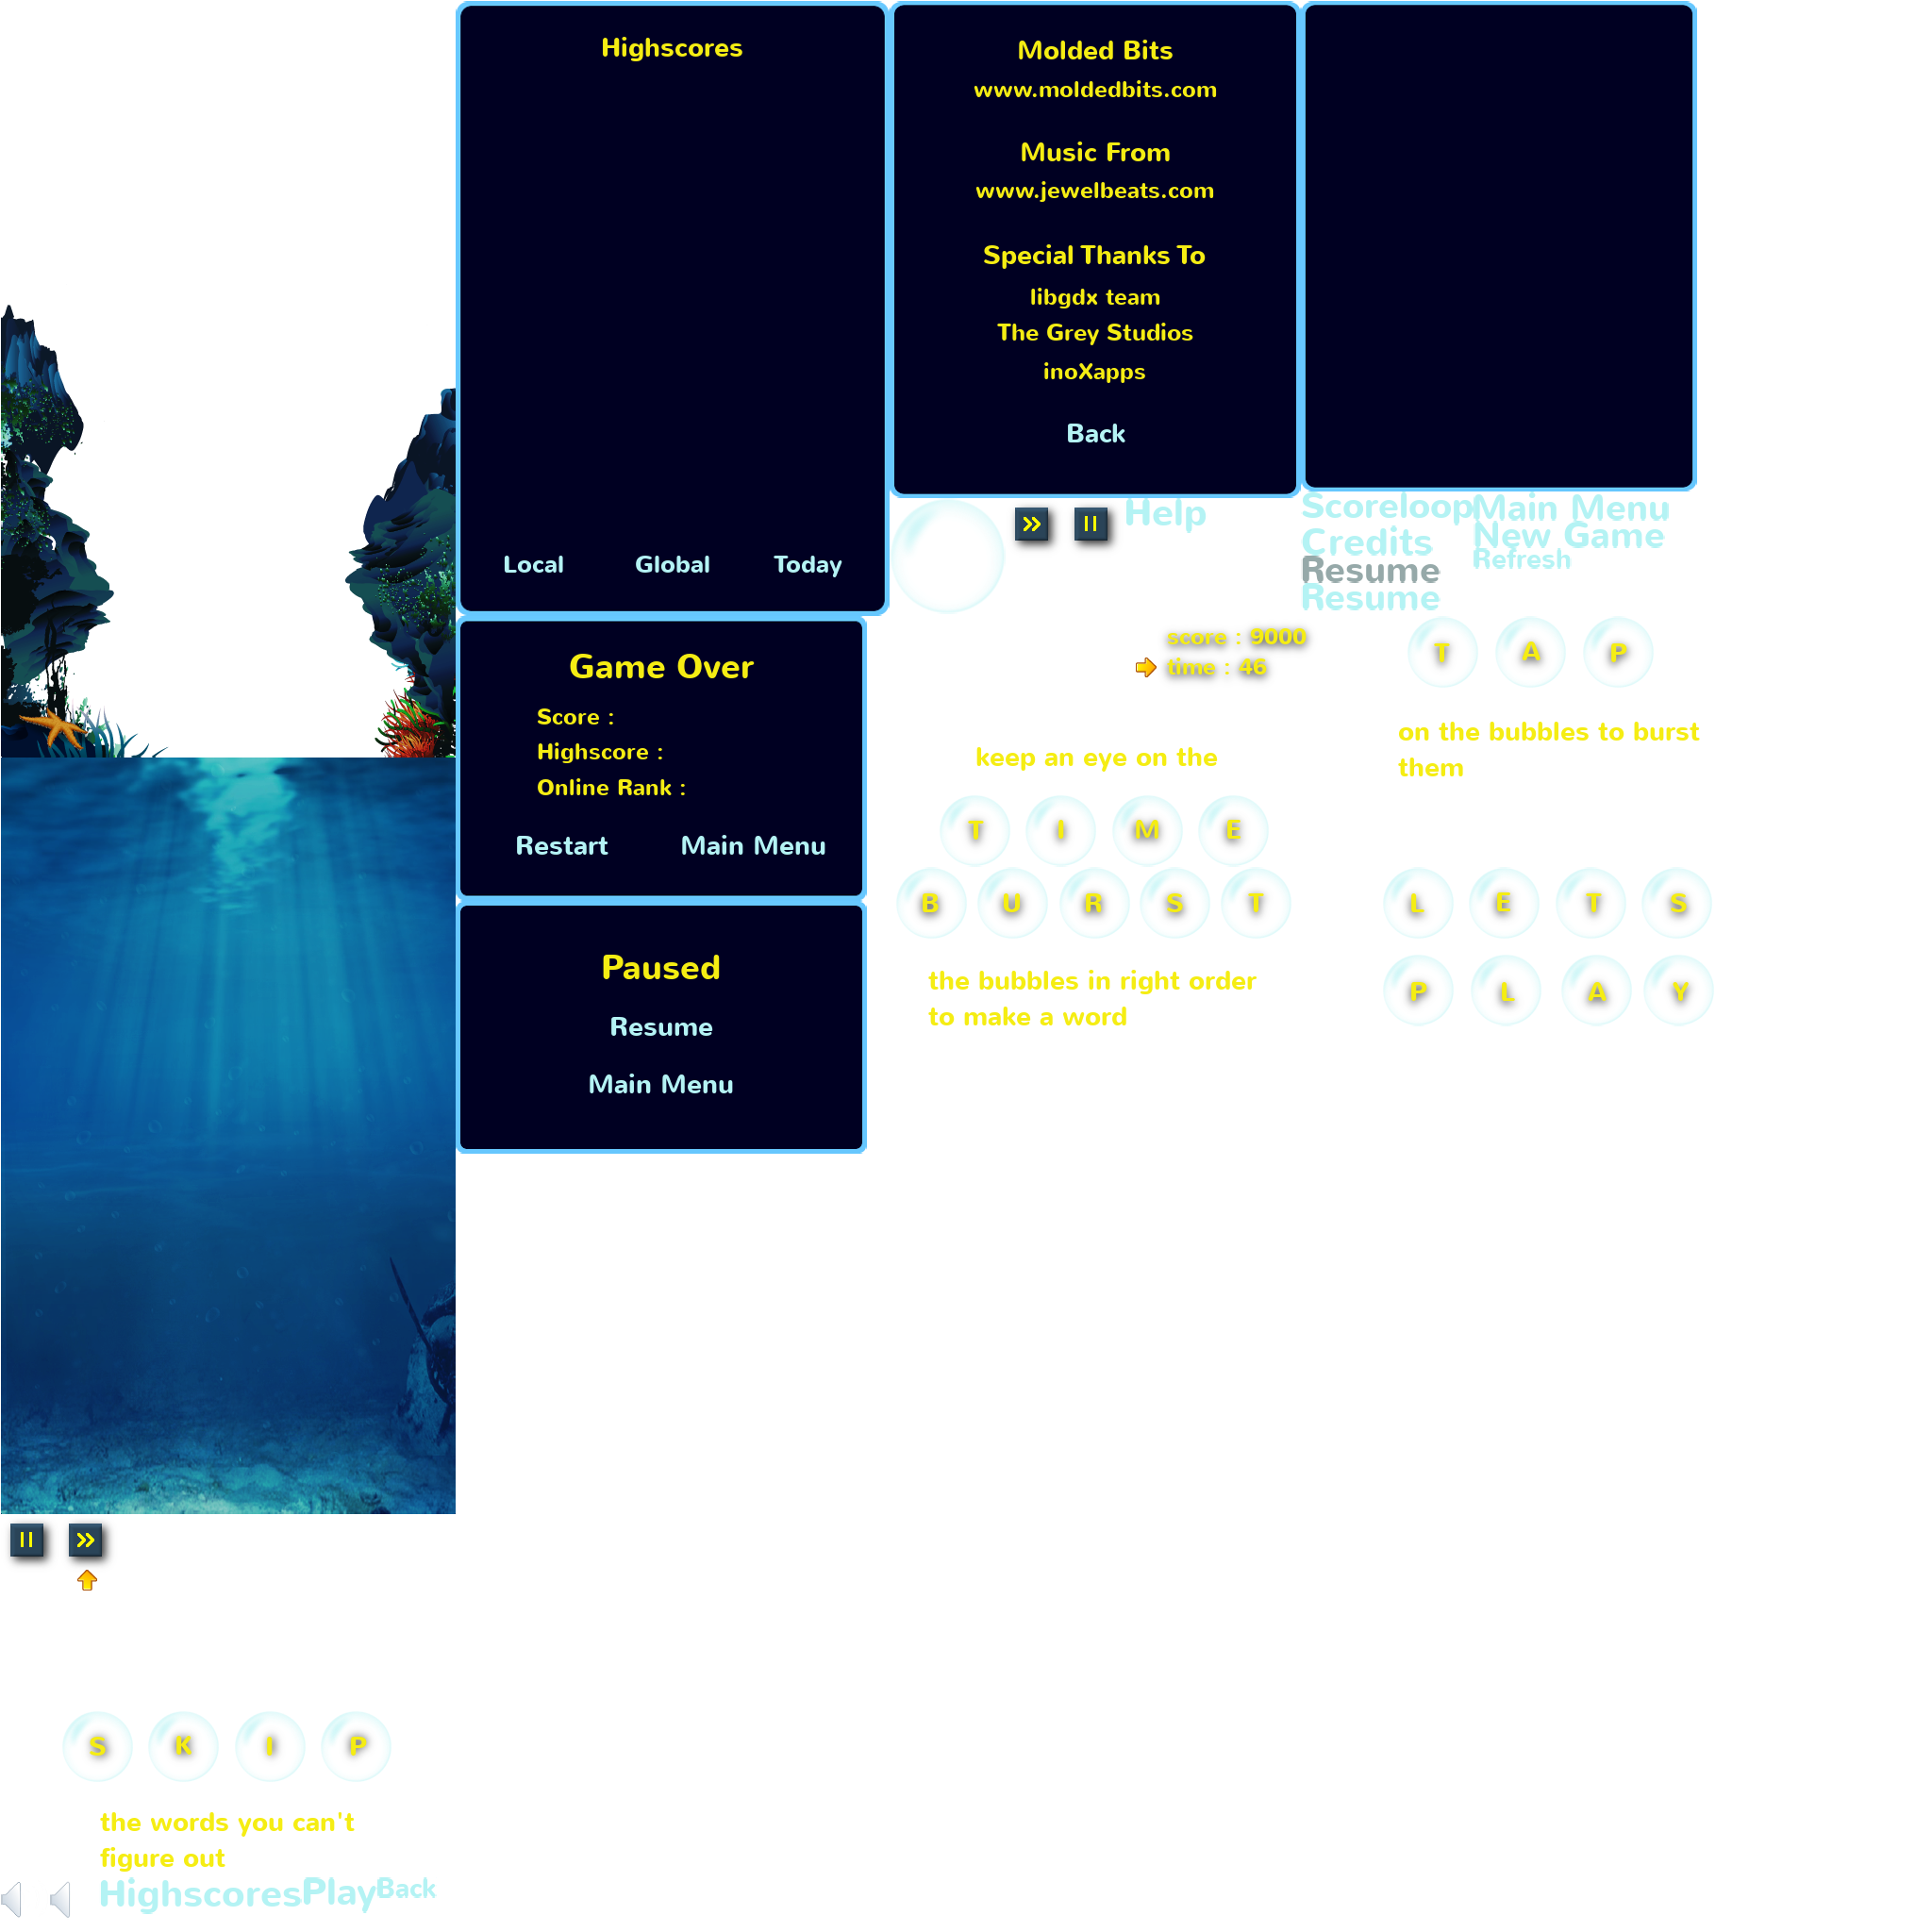 Highscores
Local Global Today
Molded Bits
www.moldedbits.com
Music From
www.jewelbeats.com
Special Thanks To
libgdx team
The Grey Studios
inoXapps
Back
Help
Scoreloop
Main Menu
Credits
New Game
Resume
Refresh
Resume
Game Over
Score :
Highscore :
Online Rank :
Restart Main Menu
Paused
Resume
Main Menu
score : 9000
time : 46
keep an eye on the
T I M E
B U R S T
the bubbles in right order
to make a word
T A P
on the bubbles to burst
them
L E T S
P L A Y
S K I P
the words you can't
figure out
Highscores
Play
Back